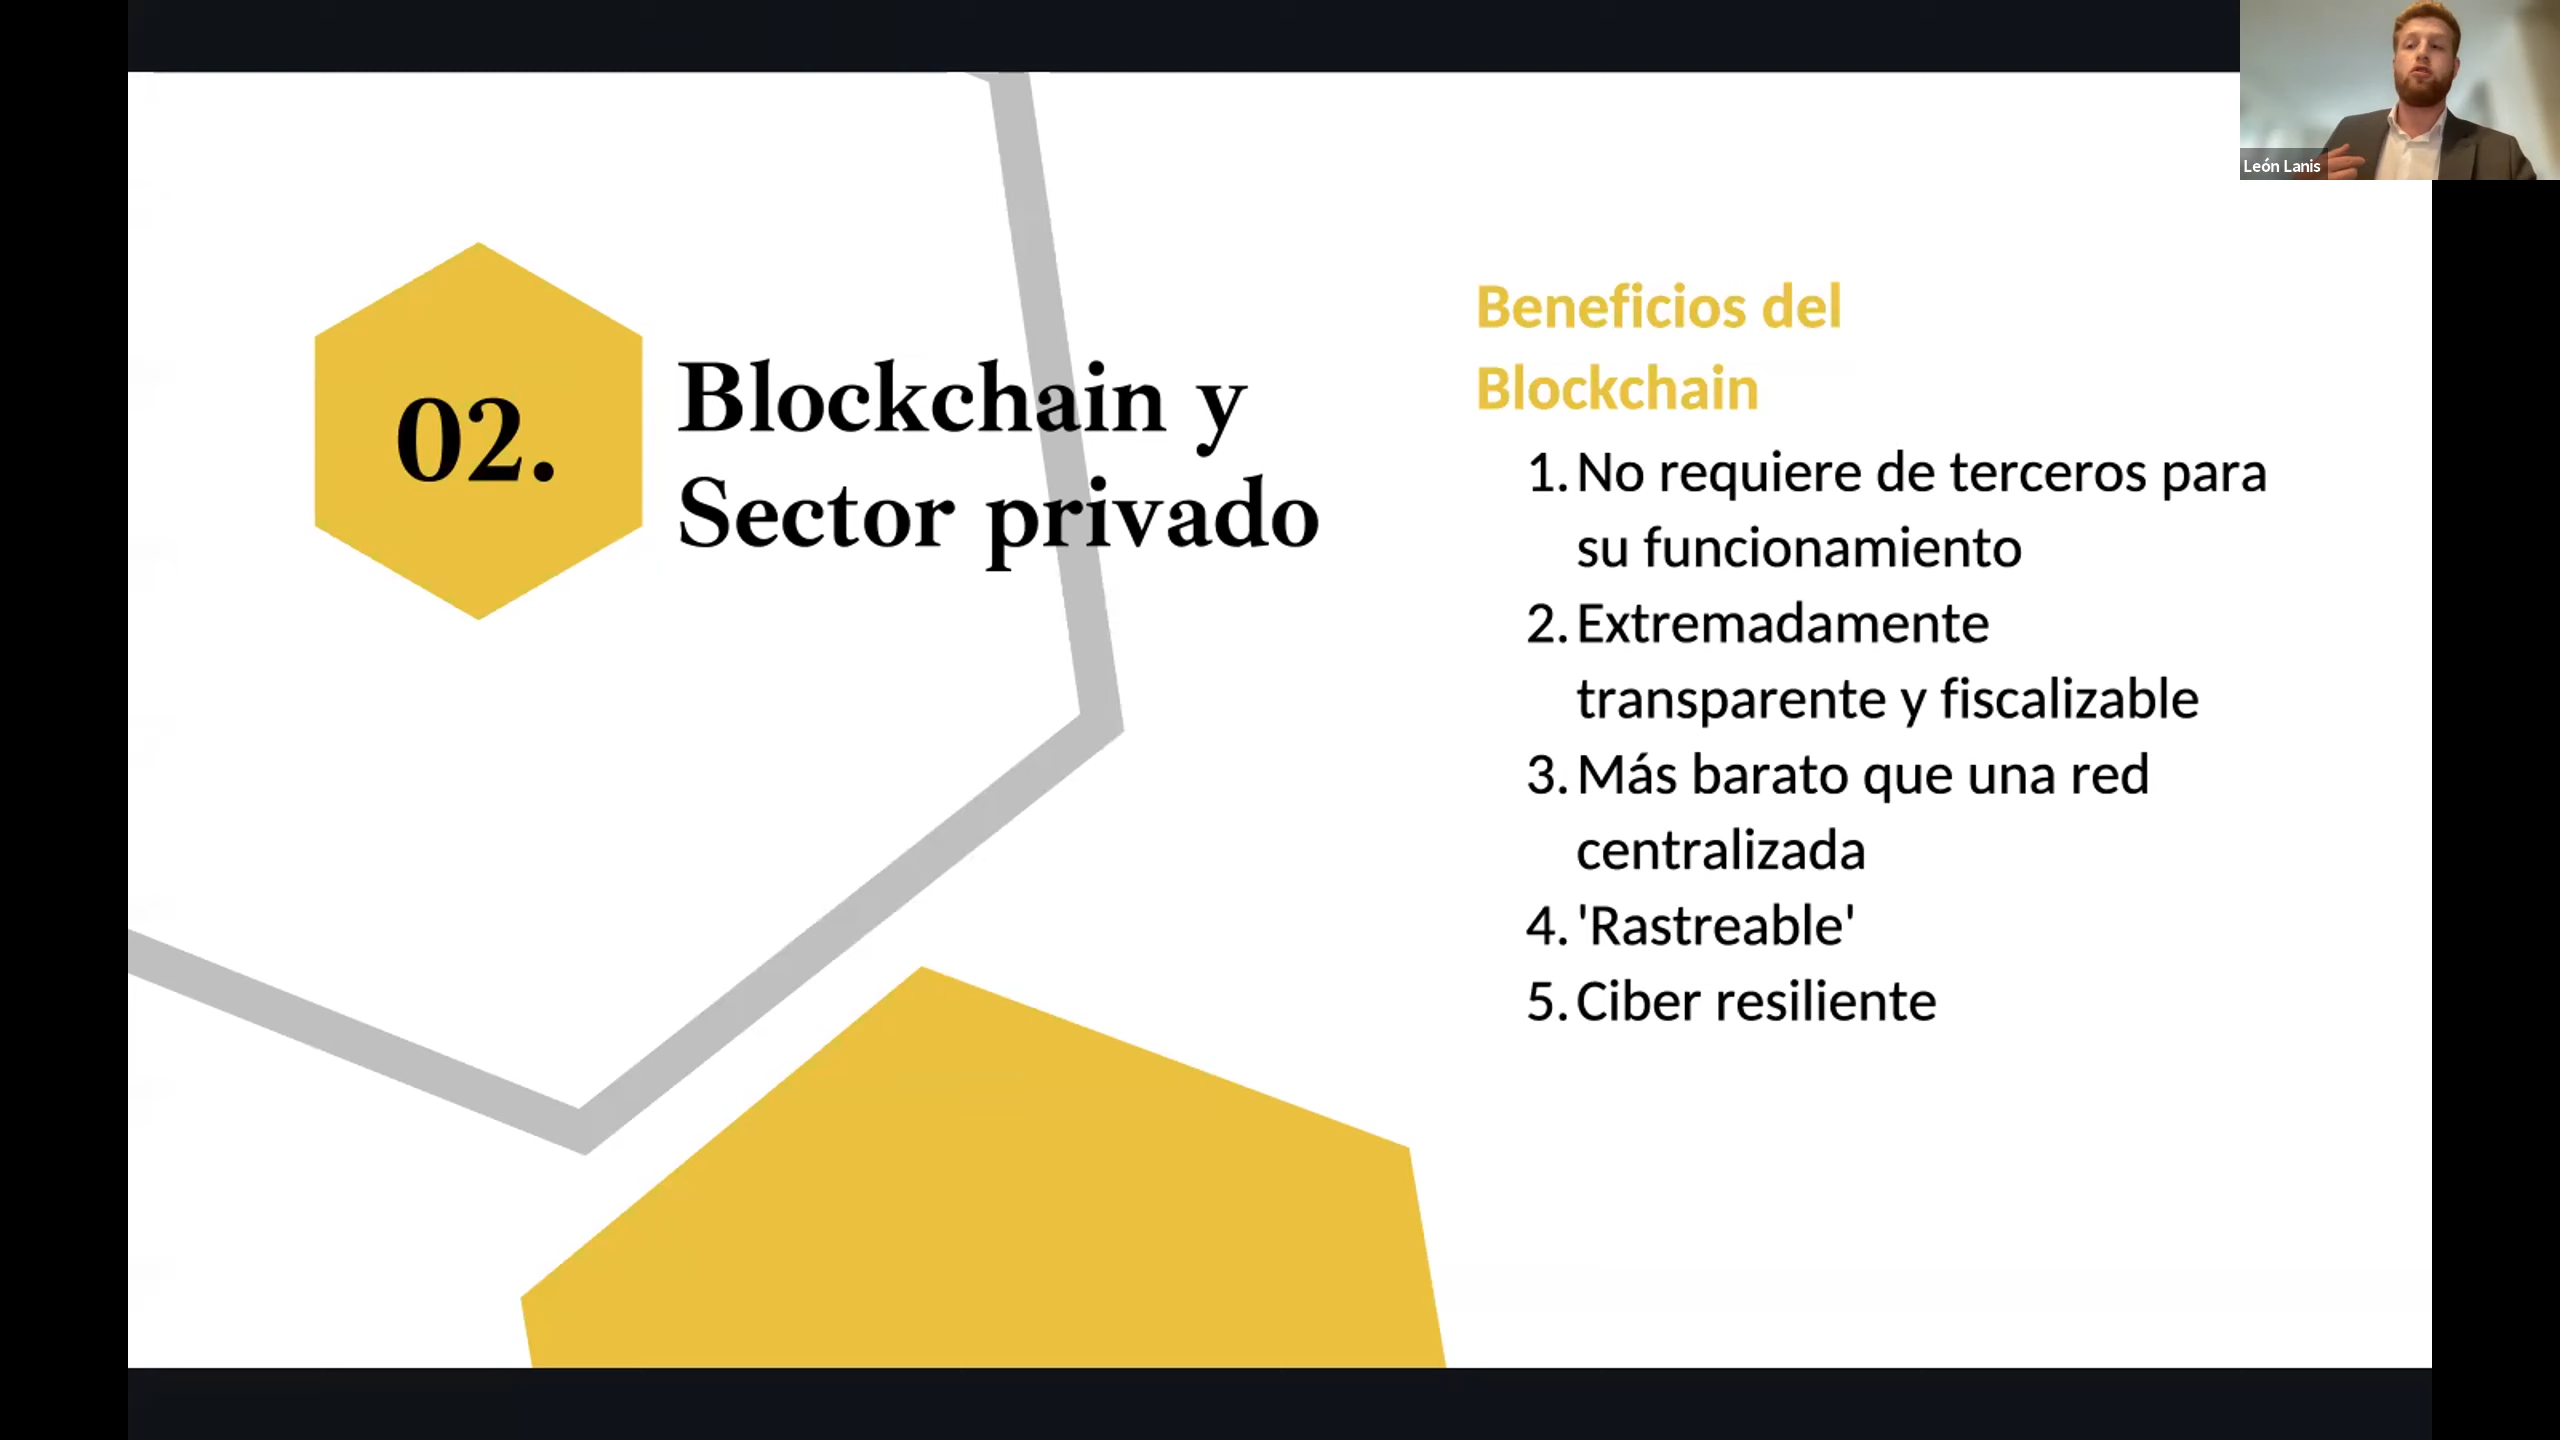 02.
Blockchain y
Sector privado
Beneficios del
Blockchain
1. No requiere de terceros para
su funcionamiento
2. Extremadamente
transparente y fiscalizable
3. Más barato que una red
centralizada
4. 'Rastreable'
5. Ciber resiliente
León Lanis